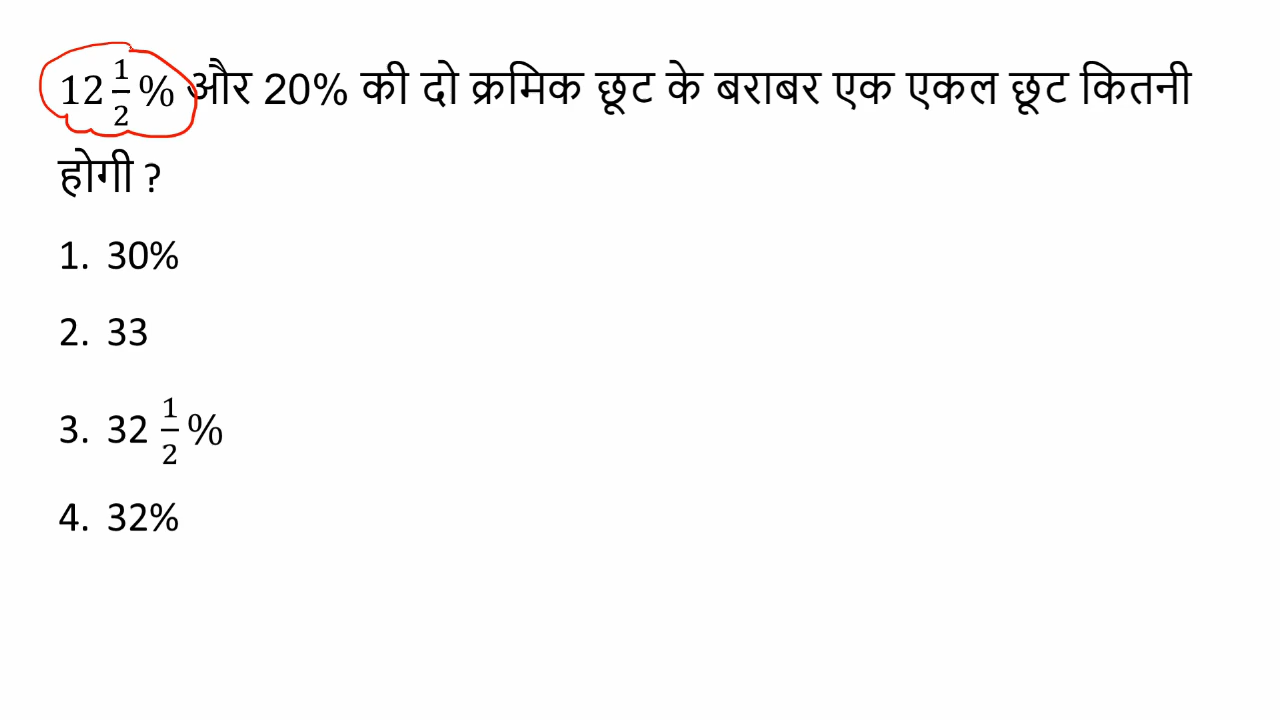 12 1/2 % और 20% की दो क्रमिक छूट के बराबर एक एकल छूट कितनी
होगी ?
1. 30%
2. 33
3. 32 1/2 %
4. 32%